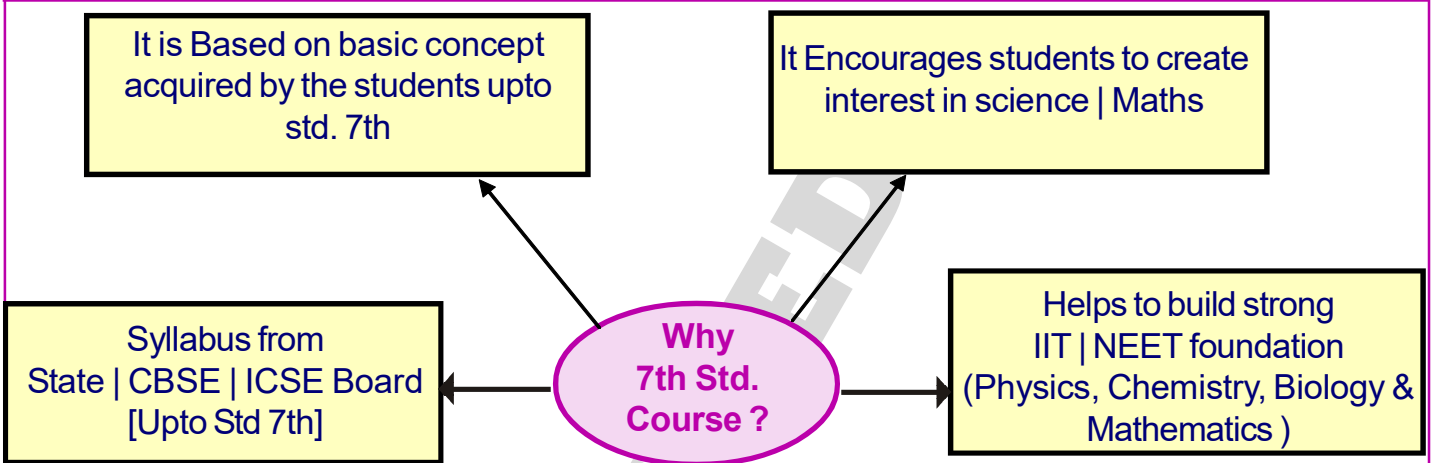 It is Based on basic concept
acquired by the students upto
std. 7th
It Encourages students to create
interest in science | Maths
Syllabus from
State | CBSE | ICSE Board
[Upto Std 7th]
Why
7th Std.
Course ?
Helps to build strong
IIT | NEET foundation
(Physics, Chemistry, Biology &
Mathematics )